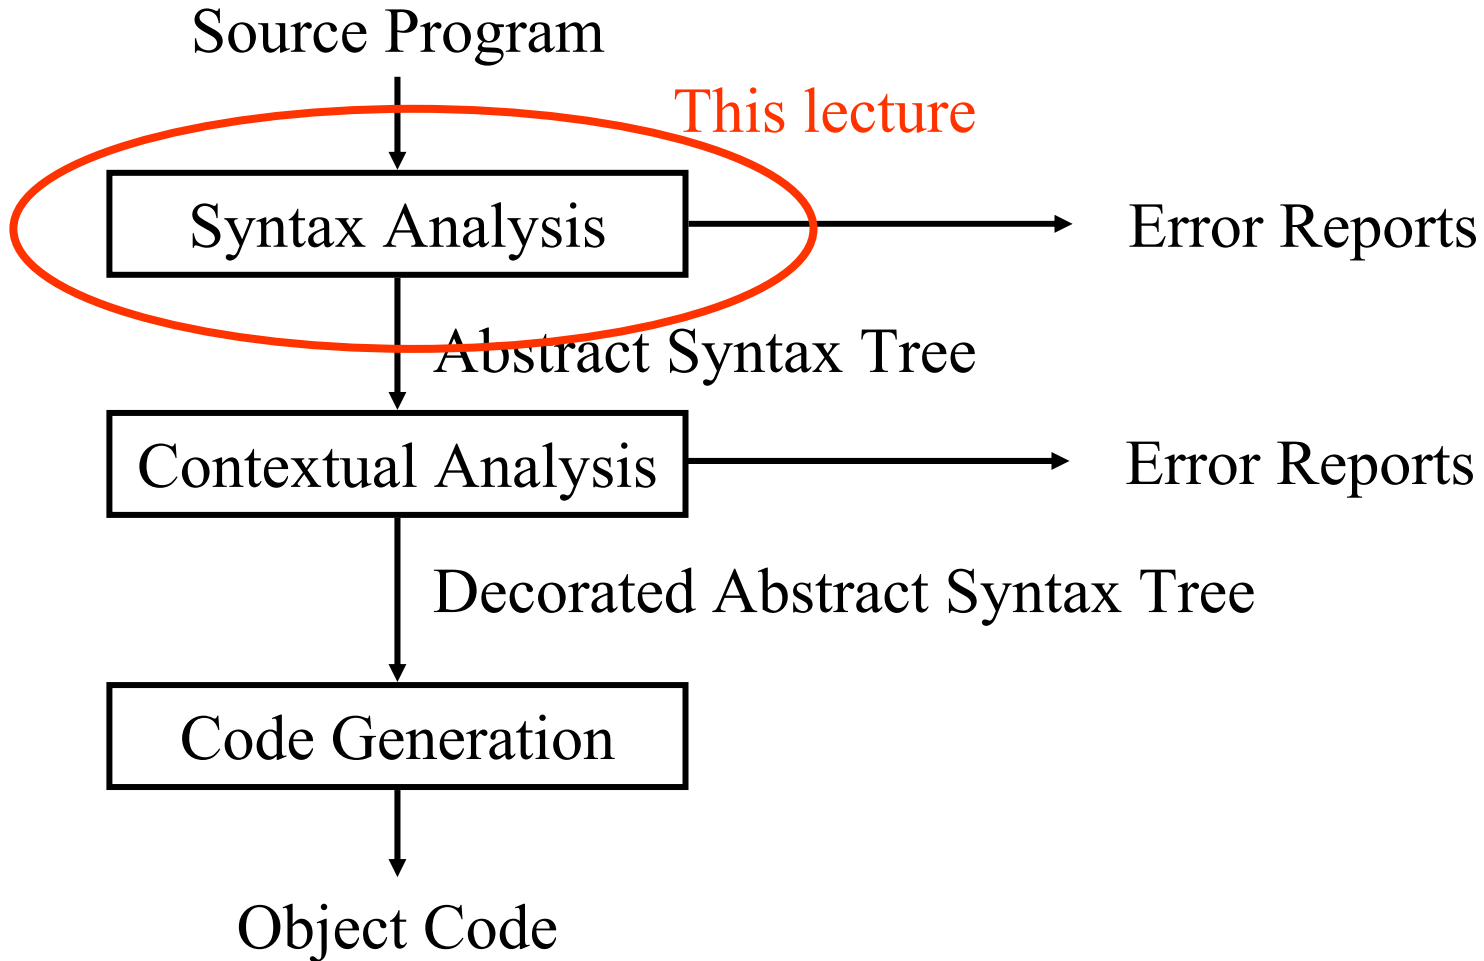 Source Program
This lecture
Syntax Analysis
Error Reports
Abstract Syntax Tree
Contextual Analysis
Error Reports
Decorated Abstract Syntax Tree
Code Generation
Object Code